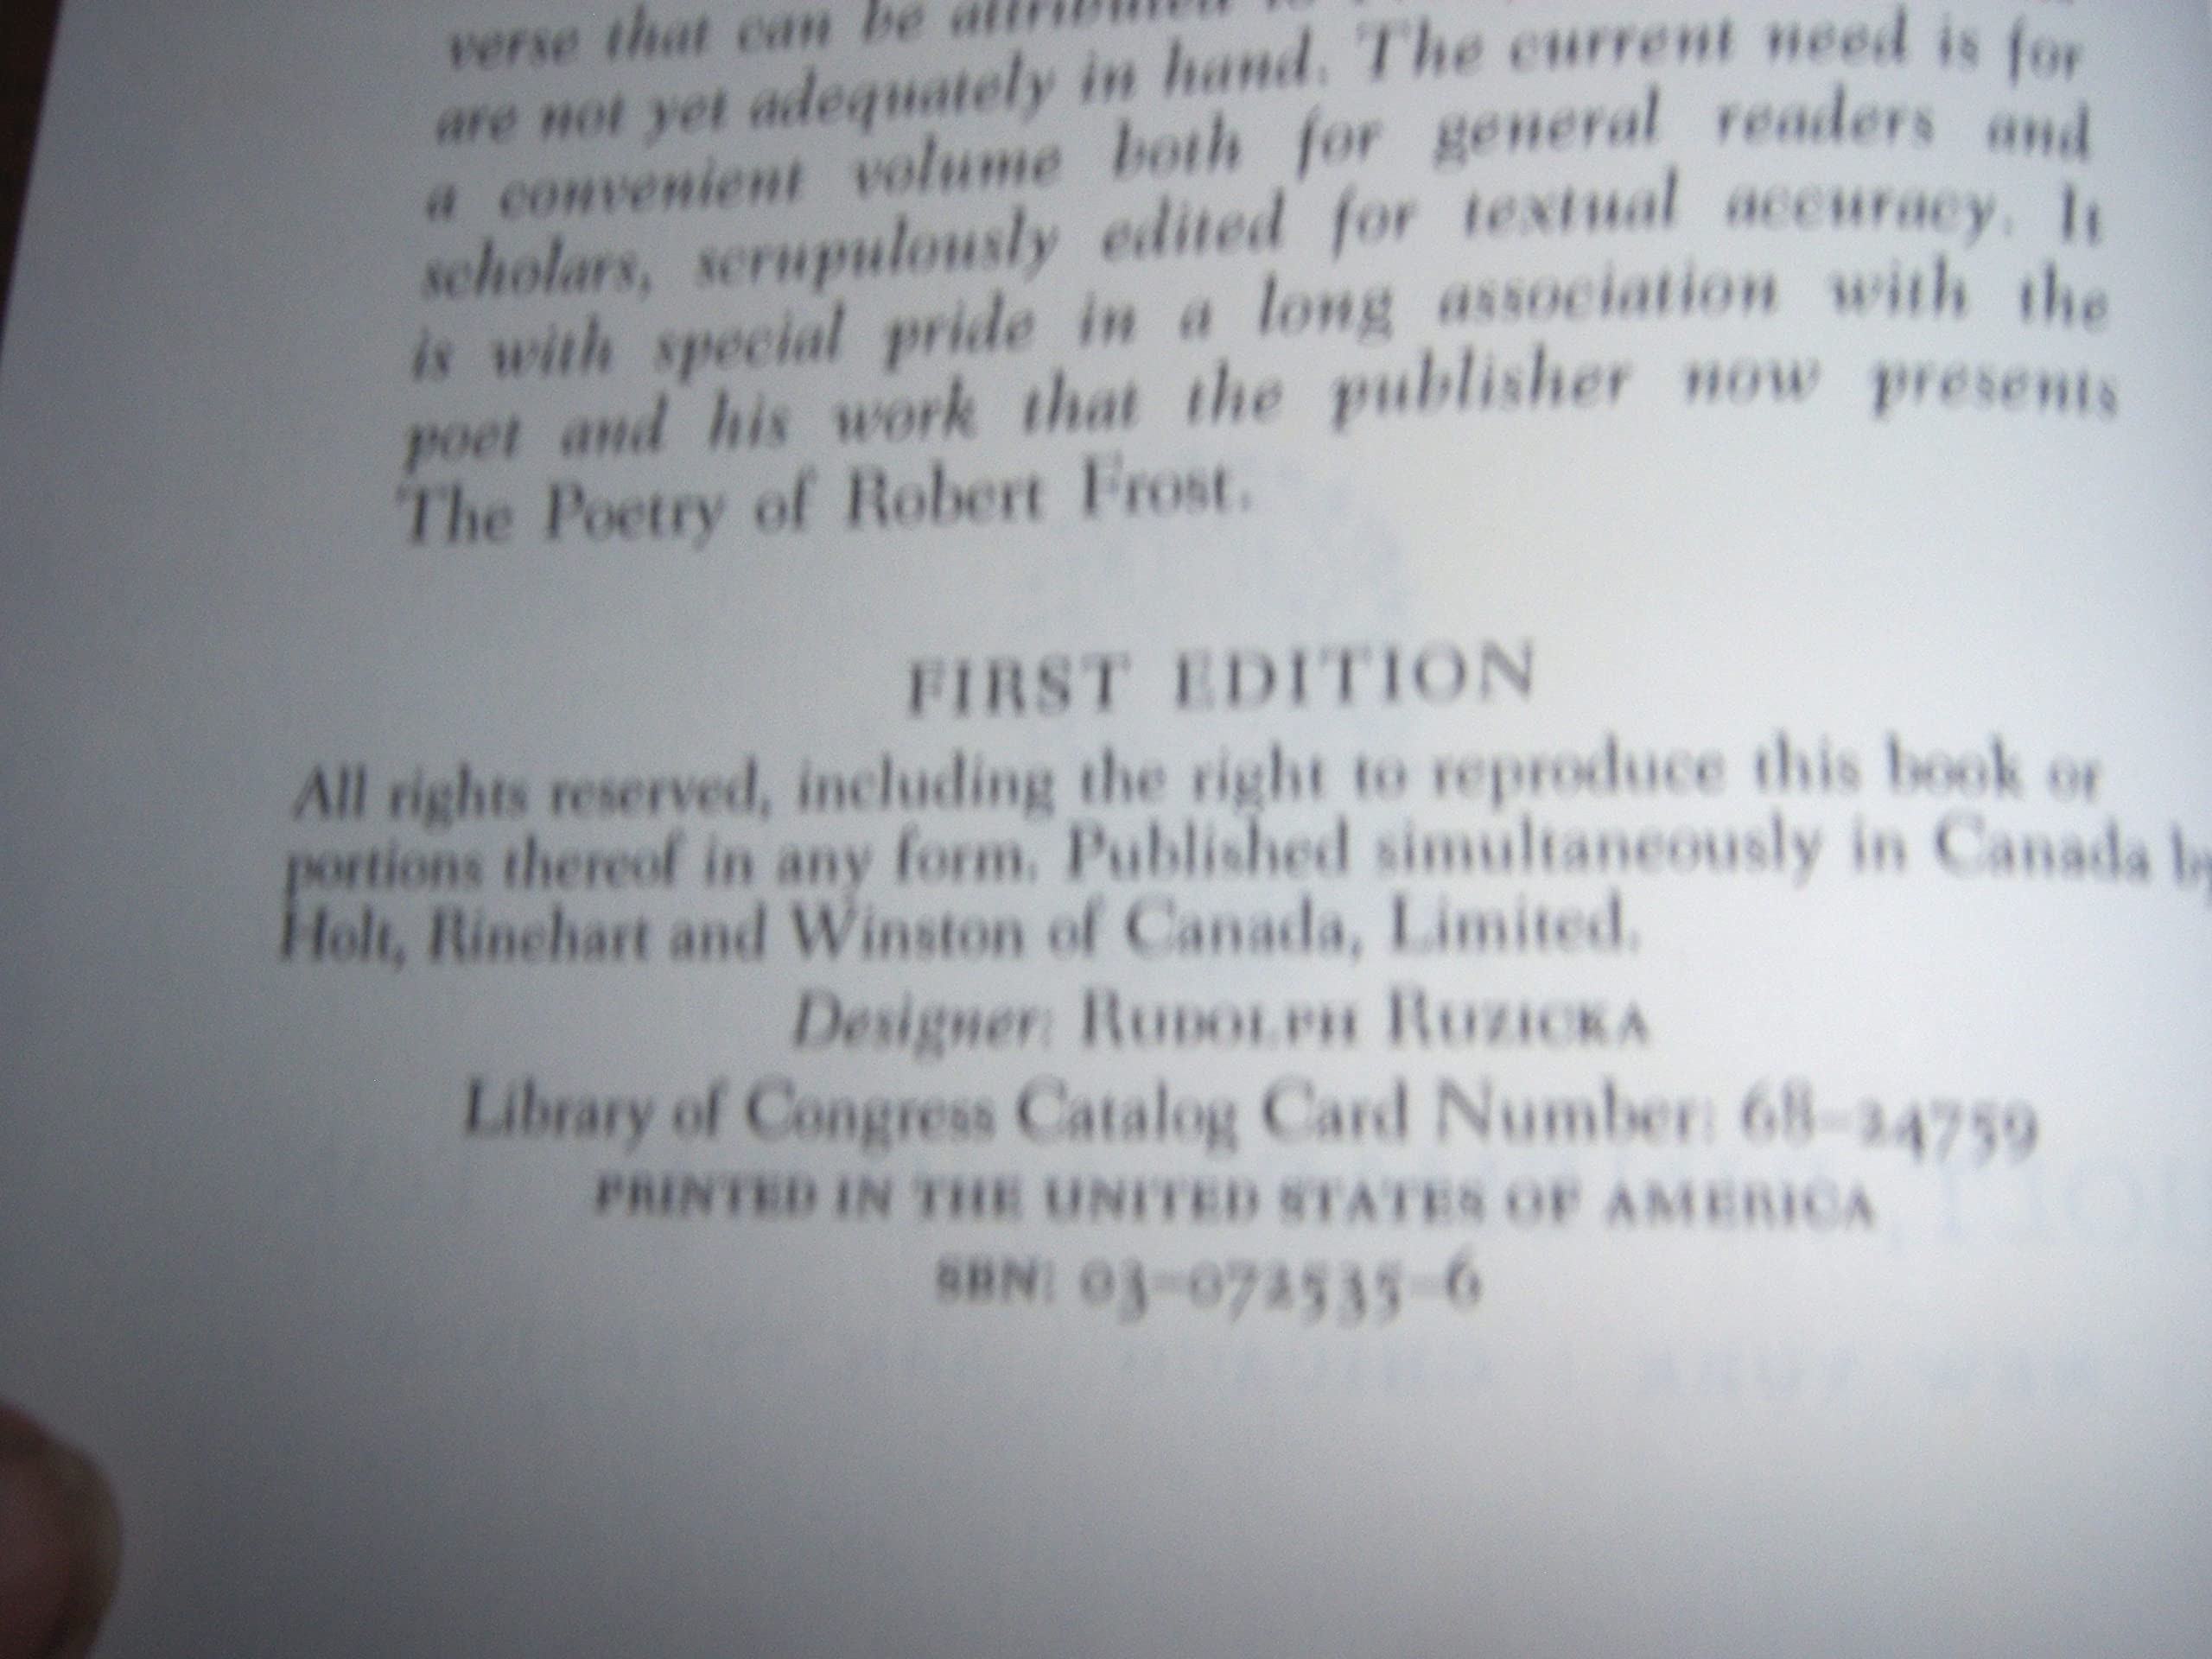 verse that can be attributed to
are not yet adequately in hand. The current need is for
a convenient volume both for general readers and
scholars, scrupulously edited for textual accuracy. It
is with special pride in a long association with the
poet and his work that the publisher now presents
The Poetry of Robert Frost.
FIRST EDITION
All rights reserved, including the right to reproduce this book or
portions thereof in any form. Published simultaneously in Canada by
Holt, Rinehart and Winston of Canada, Limited.
Designer: RUDOLPH RUZICKA
Library of Congress Catalog Card Number: 68-24759
PRINTED IN THE UNITED STATES OF AMERICA
SBN: 03-072535-6